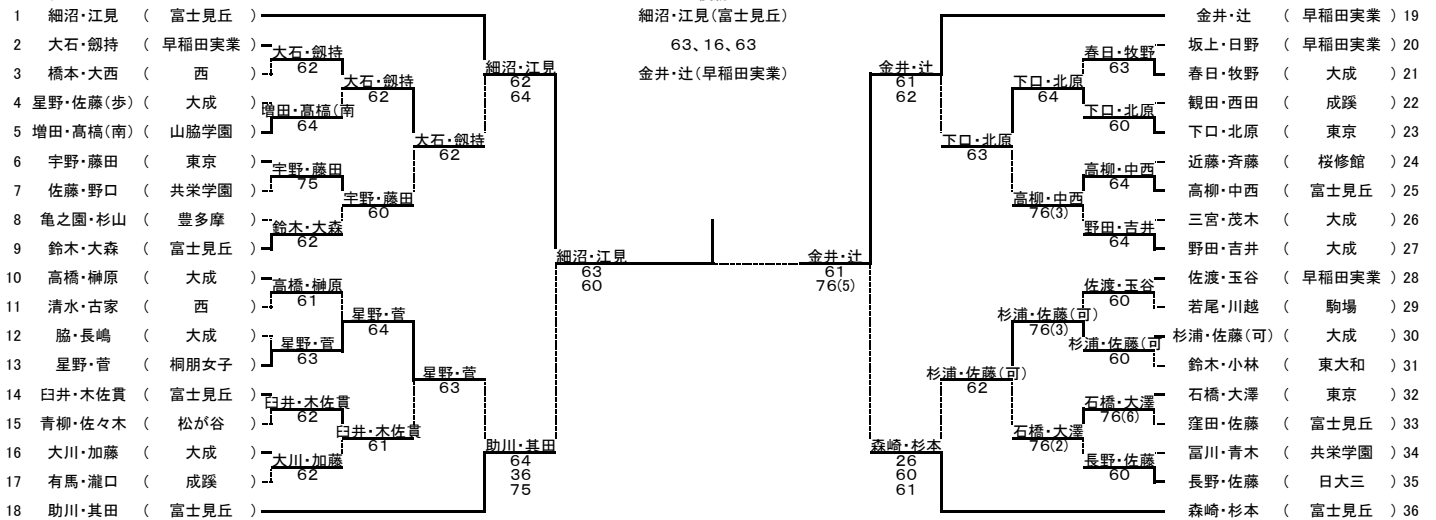 細沼・江見(富士見丘)
63、16、63
金井・辻(早稲田実業)
1 細沼・江見 ( 富士見丘 )
2 大石・劔持 ( 早稲田実業 )
3 橋本・大西 ( 西 )
4 星野・佐藤(歩) ( 大成 )
5 増田・髙槁(南) ( 山脇学園 )
6 宇野・藤田 ( 東京 )
7 佐藤・野口 ( 共栄学園 )
8 亀之園・杉山 ( 豊多摩 )
9 鈴木・大森 ( 富士見丘 )
10 高橋・榊原 ( 大成 )
11 清水・古家 ( 西 )
12 脇・長嶋 ( 大成 )
13 星野・菅 ( 桐朋女子 )
14 臼井・木佐貫 ( 富士見丘 )
15 青柳・佐々木 ( 松が谷 )
16 大川・加藤 ( 大成 )
17 有馬・瀧口 ( 成蹊 )
18 助川・其田 ( 富士見丘 )
大石・劔持
62
増田・髙槁(南
64
宇野・藤田
75
鈴木・大森
62
高橋・榊原
61
星野・菅
63
臼井・木佐貫
62
大川・加藤
62
大石・劔持
62
宇野・藤田
60
星野・菅
64
臼井・木佐貫
61
大石・劔持
62
星野・菅
63
細沼・江見
62
64
助川・其田
64
36
75
細沼・江見
63
60
金井・辻
61
76(5)
金井・辻
61
62
森崎・杉本
26
60
61
下口・北原
63
杉浦・佐藤(可)
62
下口・北原
64
高柳・中西
76(3)
杉浦・佐藤(可)
76(3)
石橋・大澤
76(2)
春日・牧野
63
下口・北原
60
高柳・中西
64
野田・吉井
64
佐渡・玉谷
60
杉浦・佐藤(可
60
石橋・大澤
76(6)
長野・佐藤
60
金井・辻 ( 早稲田実業 ) 19
坂上・日野 ( 早稲田実業 ) 20
春日・牧野 ( 大成 ) 21
観田・西田 ( 成蹊 ) 22
下口・北原 ( 東京 ) 23
近藤・斉藤 ( 桜修館 ) 24
高柳・中西 ( 富士見丘 ) 25
三宮・茂木 ( 大成 ) 26
野田・吉井 ( 大成 ) 27
佐渡・玉谷 ( 早稲田実業 ) 28
若尾・川越 ( 駒場 ) 29
杉浦・佐藤(可) ( 大成 ) 30
鈴木・小林 ( 東大和 ) 31
石橋・大澤 ( 東京 ) 32
窪田・佐藤 ( 富士見丘 ) 33
冨川・青木 ( 共栄学園 ) 34
長野・佐藤 ( 日大三 ) 35
森崎・杉本 ( 富士見丘 ) 36